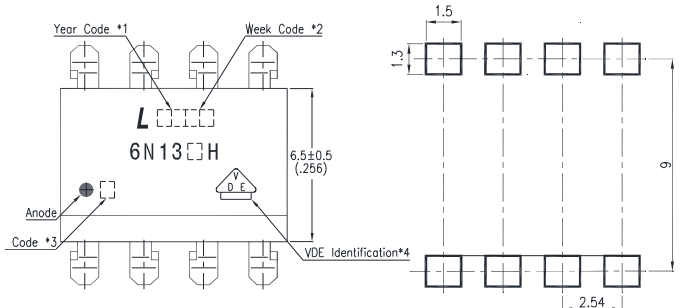 Year Code *1
Week Code *2
L
6N13 H
6.5±0.5
(.256)
V
D E
Anode
Code *3
VDE Identification*4
1.5
1.3
9
2.54